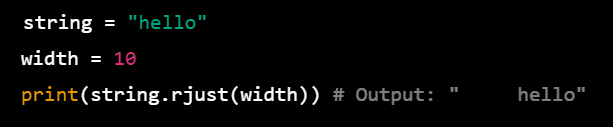 string = "hello"
width = 10
print(string.rjust(width)) # Output: "     hello"